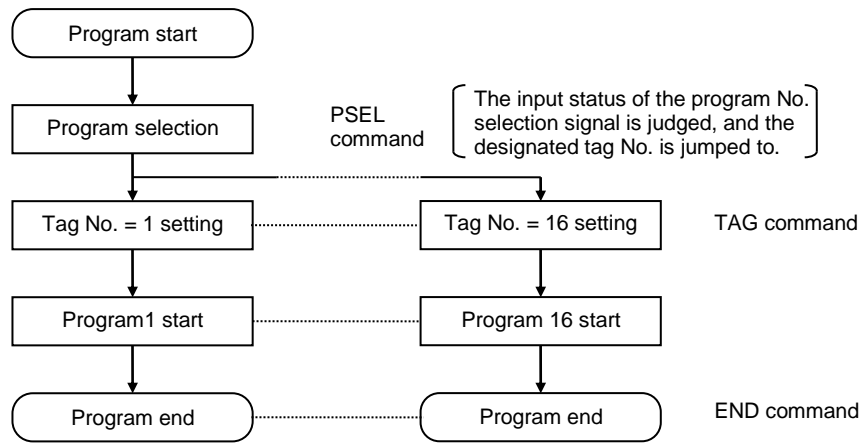 Program start
Program selection
PSEL
command
The input status of the program No.
selection signal is judged, and the
designated tag No. is jumped to.
Tag No. = 1 setting
Tag No. = 16 setting
TAG command
Program1 start
Program 16 start
Program end
Program end
END command